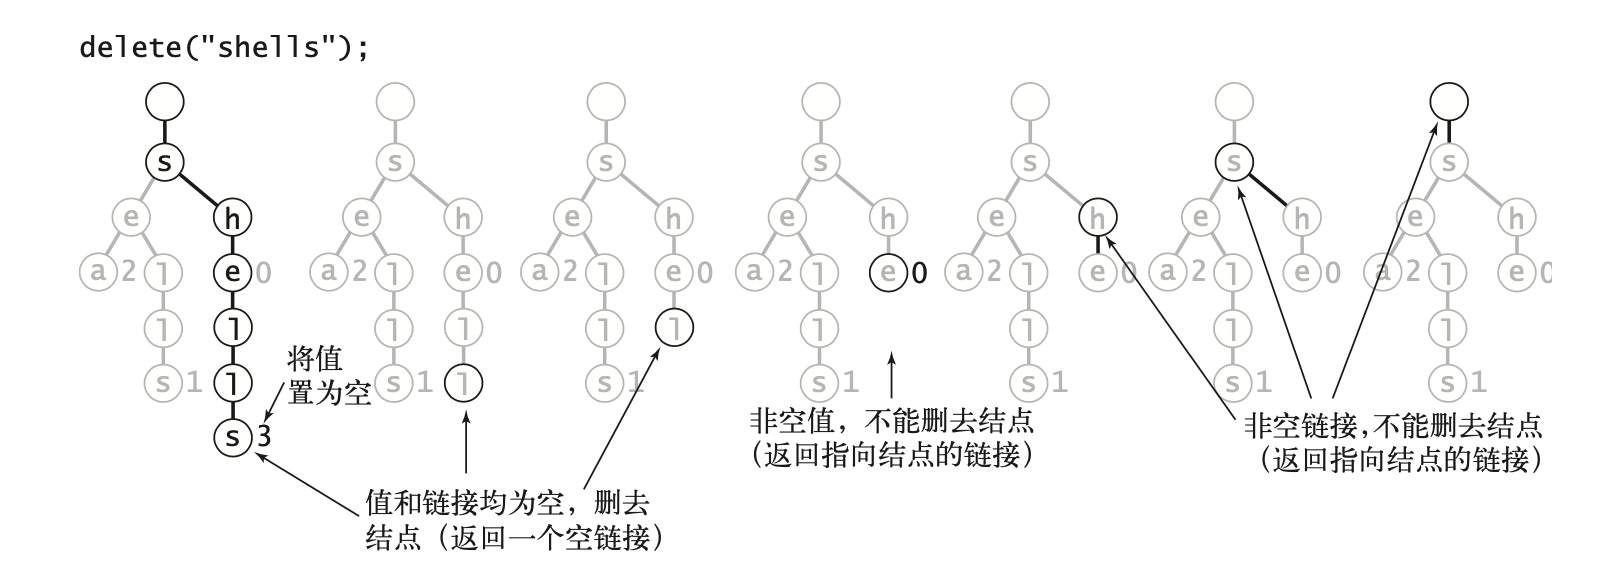 delete("shells");
s s s s s s s
e h e h e h e h e h e h e h
a 2 l e 0 a 2 l e 0 a 2 l e 0 a 2 l e 0 a 2 l e 0 a 2 l e 0 a 2 l e 0
l l l l l l l l l l
将值
置为空
s 1 l s 1 l s 1 s 1 s 1 s 1 s 1
s 3
非空值，不能删去结点
（返回指向结点的链接）
非空链接，不能删去结点
（返回指向结点的链接）
值和链接均为空，删去
结点（返回一个空链接）